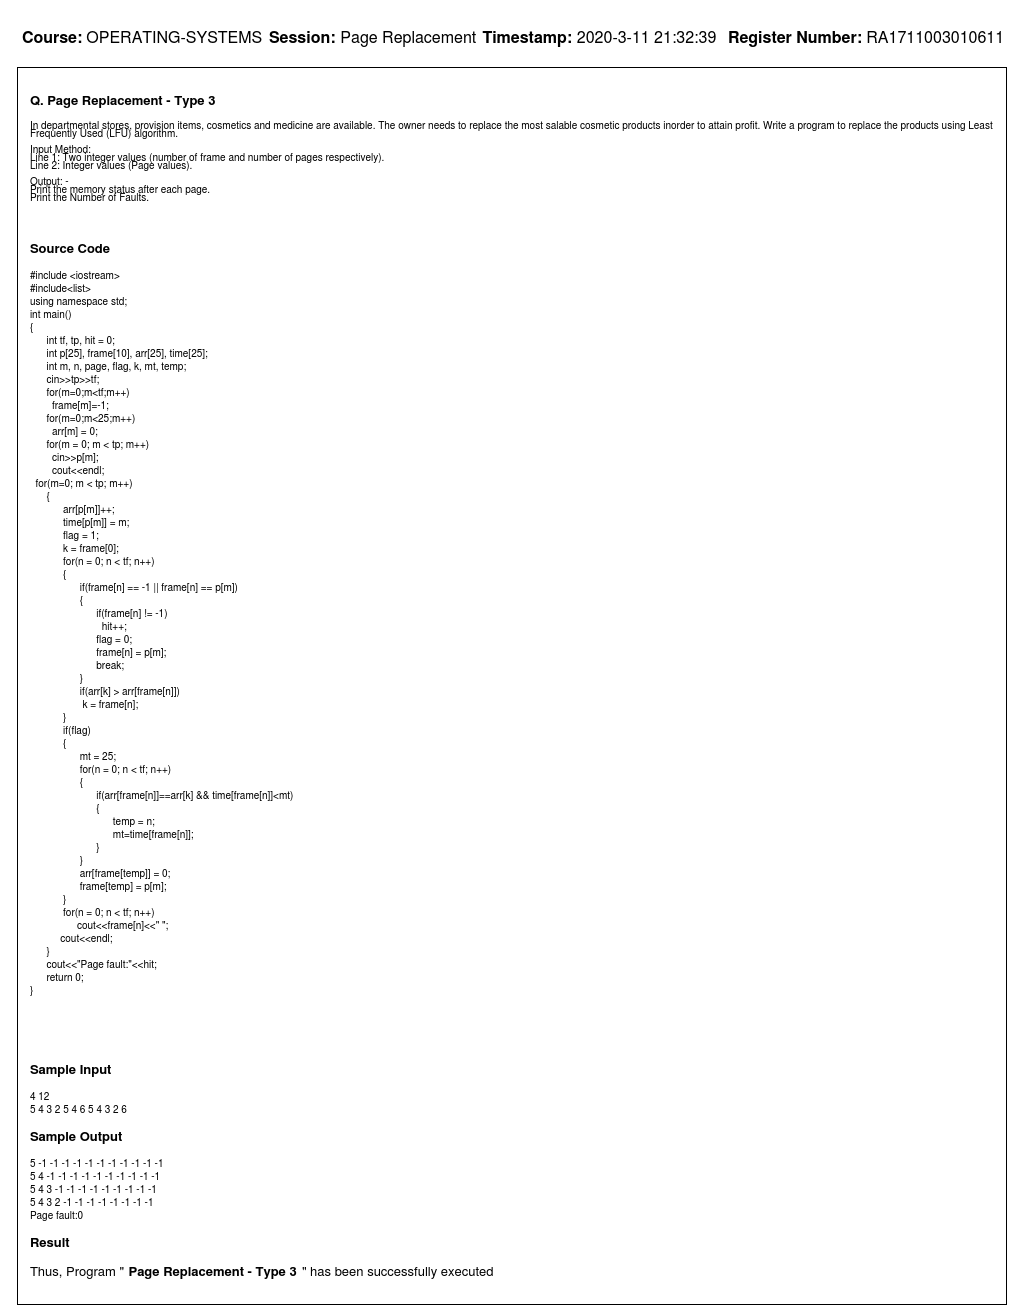 Course: OPERATING-SYSTEMS Session: Page Replacement Timestamp: 2020-3-11 21:32:39 Register Number: RA1711003010611
Q. Page Replacement - Type 3
In departmental stores, provision items, cosmetics and medicine are available. The owner needs to replace the most salable cosmetic products inorder to attain profit. Write a program to replace the products using Least
Frequently Used (LFU) algorithm.
Input Method:
Line 1: Two integer values (number of frame and number of pages respectively).
Line 2: Integer values (Page values).
Output: -
Print the memory status after each page.
Print the Number of Faults.
Source Code
#include <iostream>
#include<list>
using namespace std;
int main()
{
int tf, tp, hit = 0;
int p[25], frame[10], arr[25], time[25];
int m, n, page, flag, k, mt, temp;
cin>>tp>>tf;
for(m=0;m<tf;m++)
frame[m]=-1;
for(m=0;m<25;m++)
arr[m] = 0;
for(m = 0; m < tp; m++)
cin>>p[m];
cout<<endl;
for(m=0; m < tp; m++)
{
arr[p[m]]++;
time[p[m]] = m;
flag = 1;
k = frame[0];
for(n = 0; n < tf; n++)
{
if(frame[n] == -1 || frame[n] == p[m])
{
if(frame[n] != -1)
hit++;
flag = 0;
frame[n] = p[m];
break;
}
if(arr[k] > arr[frame[n]])
k = frame[n];
}
if(flag)
{
mt = 25;
for(n = 0; n < tf; n++)
{
if(arr[frame[n]]==arr[k] && time[frame[n]]<mt)
{
temp = n;
mt=time[frame[n]];
}
}
arr[frame[temp]] = 0;
frame[temp] = p[m];
}
for(n = 0; n < tf; n++)
cout<<frame[n]<<" ";
cout<<endl;
}
cout<<"Page fault:"<<hit;
return 0;
}
Sample Input
4 12
5 4 3 2 5 4 6 5 4 3 2 6
Sample Output
5 -1 -1 -1 -1 -1 -1 -1 -1 -1 -1 -1
5 4 -1 -1 -1 -1 -1 -1 -1 -1 -1 -1
5 4 3 -1 -1 -1 -1 -1 -1 -1 -1 -1
5 4 3 2 -1 -1 -1 -1 -1 -1 -1 -1
Page fault:0
Result
Thus, Program " Page Replacement - Type 3 " has been successfully executed